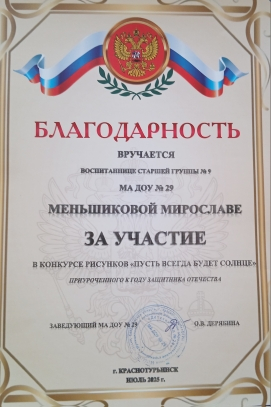 БЛАГОДАРНОСТЬ
ВРУЧАЕТСЯ
ВОСПИТАННИЦЕ СТАРШЕЙ ГРУППЫ № 9
МА ДОУ № 29
МЕНЬШИКОВОЙ МИРОСЛАВЕ
ЗА УЧАСТИЕ
В КОНКУРСЕ РИСУНКОВ «ПУСТЬ ВСЕГДА БУДЕТ СОЛНЦЕ»
ПРИУРОЧЕННОГО К ГОДУ ЗАЩИТНИКА ОТЕЧЕСТВА
ЗАВЕДУЮЩИЙ МА ДОУ № 29 О.В. ДЕРЯБИНА
г. КРАСНОТУРЬИНСК
ИЮЛЬ 2025 г.